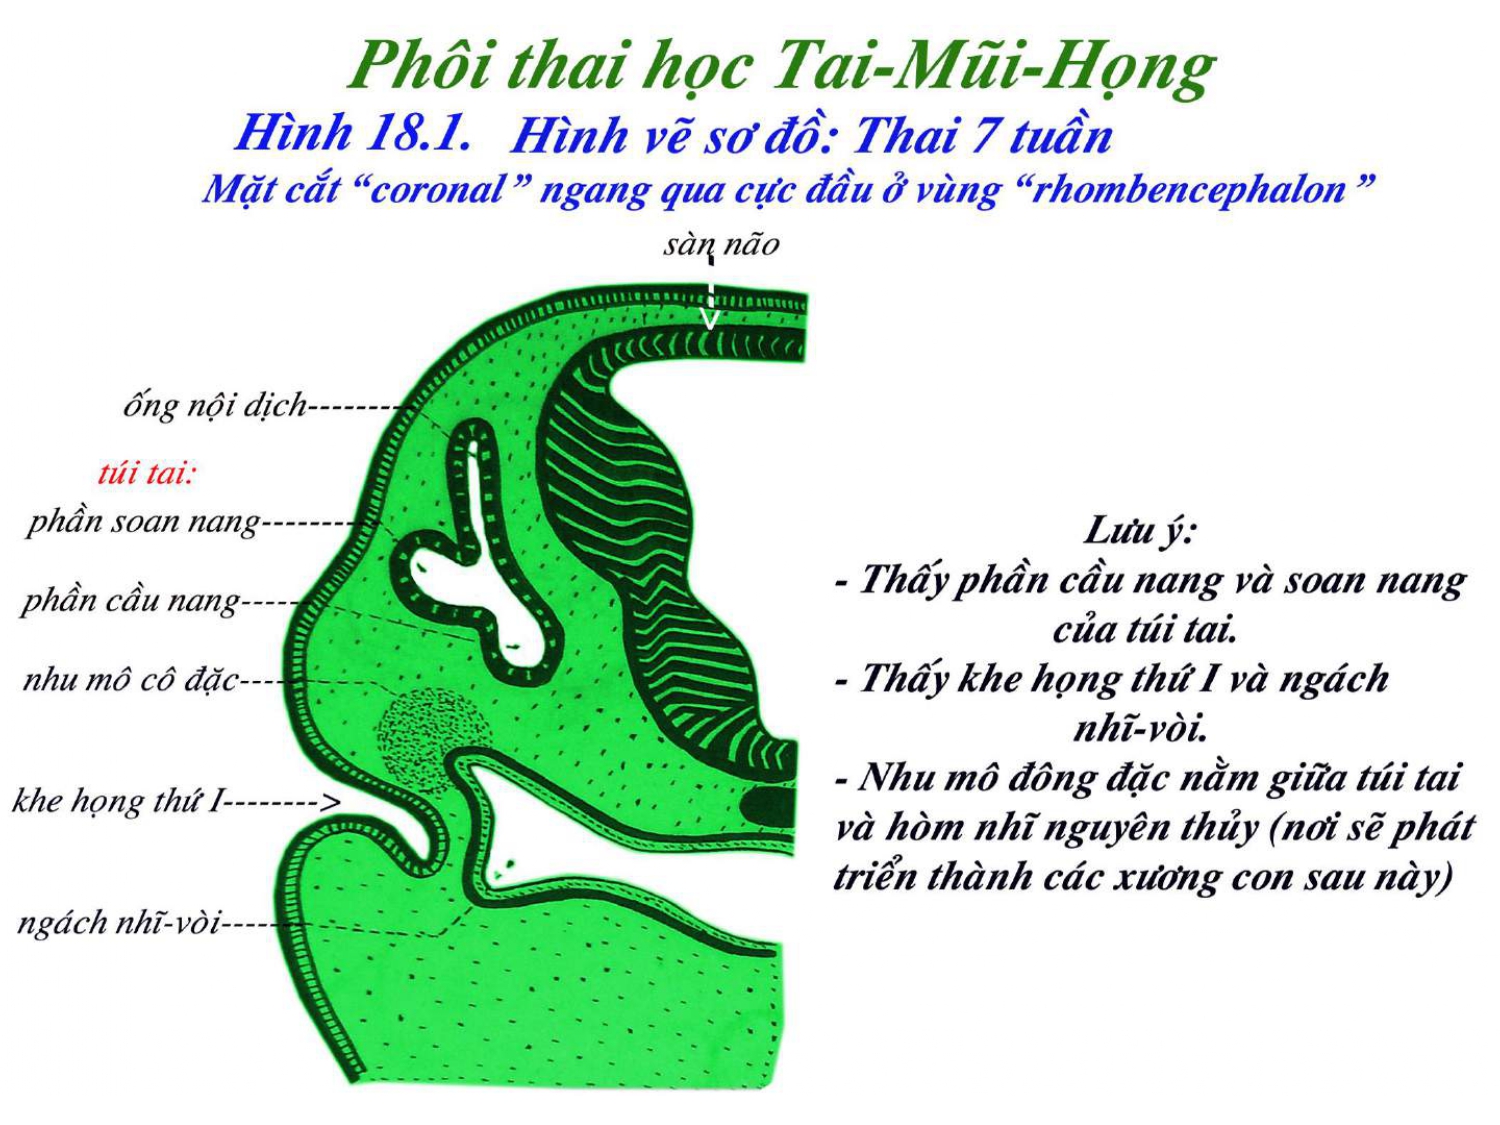 Phôi thai học Tai-Mũi-Họng
Hình 18.1. Hình vẽ sơ đồ: Thai 7 tuần
Mặt cắt “coronal” ngang qua cực đầu ở vùng “rhombencephalon”
sàn não
ống nội dịch
túi tai:
phần soan nang
phần cầu nang
nhu mô cô đặc
khe họng thứ I
ngách nhĩ-vòi
Lưu ý:
- Thấy phần cầu nang và soan nang
của túi tai.
- Thấy khe họng thứ I và ngách
nhĩ-vòi.
- Nhu mô đông đặc nằm giữa túi tai
và hòm nhĩ nguyên thủy (nơi sẽ phát
triển thành các xương con sau này)